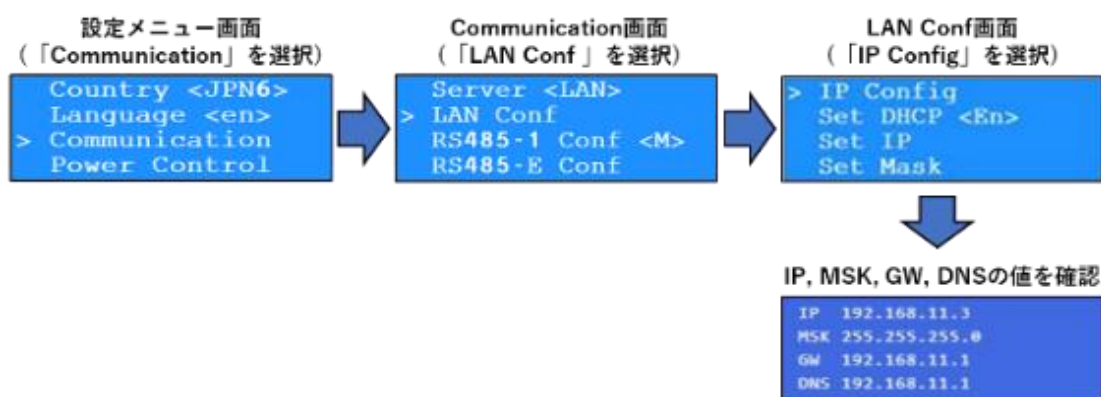 設定メニュー画面
(「Communication」を選択)
Country <JPN6>
Language <en>
> Communication
Power Control
Communication画面
(「LAN Conf 」を選択)
Server <LAN>
> LAN Conf
RS485-1 Conf <M>
RS485-E Conf
LAN Conf画面
(「IP Config」を選択)
> IP Config
Set DHCP <En>
Set IP
Set Mask
IP, MSK, GW, DNSの値を確認
IP 192.168.11.3
MSK 255.255.255.0
GW 192.168.11.1
DNS 192.168.11.1